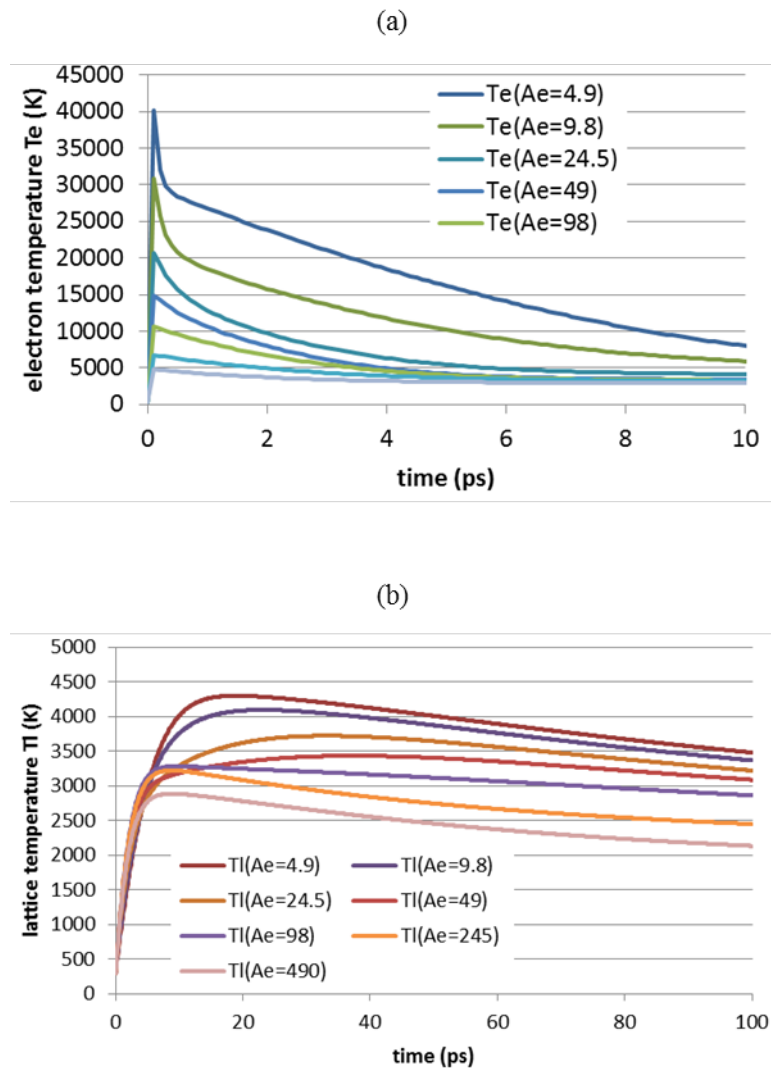 (a)
electron temperature Te (K)
45000
40000
35000
30000
25000
20000
15000
10000
5000
0
Te(Ae=4.9)
Te(Ae=9.8)
Te(Ae=24.5)
Te(Ae=49)
Te(Ae=98)
0 2 4 6 8 10
time (ps)
(b)
lattice temperature Tl (K)
5000
4500
4000
3500
3000
2500
2000
1500
1000
500
0
Tl(Ae=4.9) Tl(Ae=9.8)
Tl(Ae=24.5) Tl(Ae=49)
Tl(Ae=98) Tl(Ae=245)
Tl(Ae=490)
0 20 40 60 80 100
time (ps)